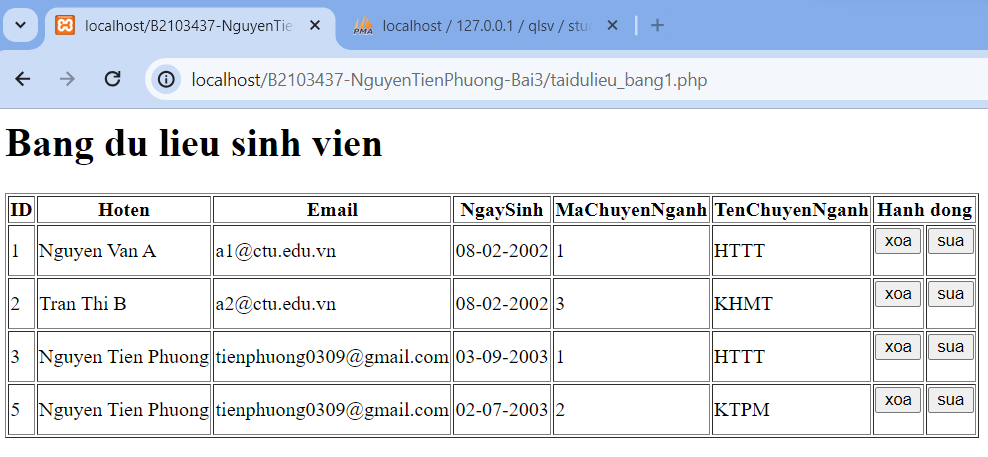 localhost/B2103437-NguyenTie
localhost / 127.0.0.1 / qlsv / stud
localhost/B2103437-NguyenTienPhuong-Bai3/taidulieu_bang1.php
Bang du lieu sinh vien
ID Hoten Email NgaySinh MaChuyenNganh TenChuyenNganh Hanh dong
1 Nguyen Van A a1@ctu.edu.vn 08-02-2002 1 HTTT xoa sua
2 Tran Thi B a2@ctu.edu.vn 08-02-2002 3 KHMT xoa sua
3 Nguyen Tien Phuong tienphuong0309@gmail.com 03-09-2003 1 HTTT xoa sua
5 Nguyen Tien Phuong tienphuong0309@gmail.com 02-07-2003 2 KTPM xoa sua